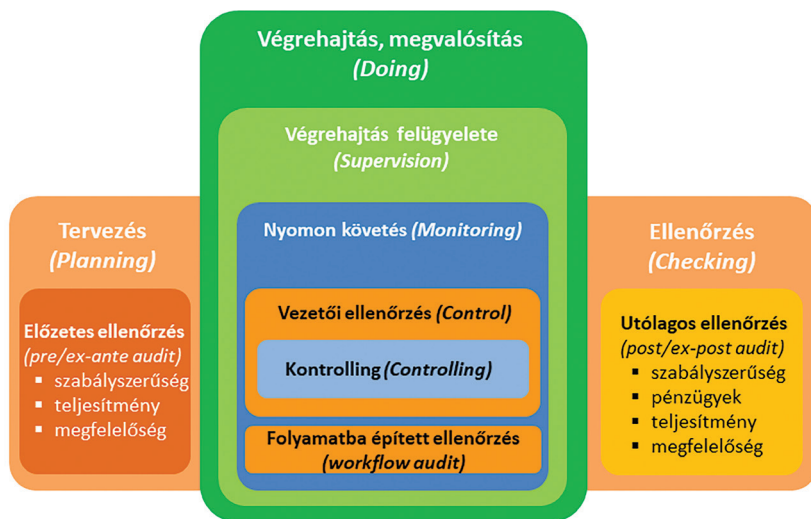 Végrehajtás, megvalósítás
(Doing)
Végrehajtás felügyelete
(Supervision)
Tervezés
(Planning)
Előzetes ellenőrzés
(pre/ex-ante audit)
▪ szabályszerűség
▪ teljesítmény
▪ megfelelőség
Nyomon követés (Monitoring)
Vezetői ellenőrzés (Control)
Kontrolling (Controlling)
Folyamatba épített ellenőrzés
(workflow audit)
Ellenőrzés
(Checking)
Utólagos ellenőrzés
(post/ex-post audit)
▪ szabályszerűség
▪ pénzügyek
▪ teljesítmény
▪ megfelelőség